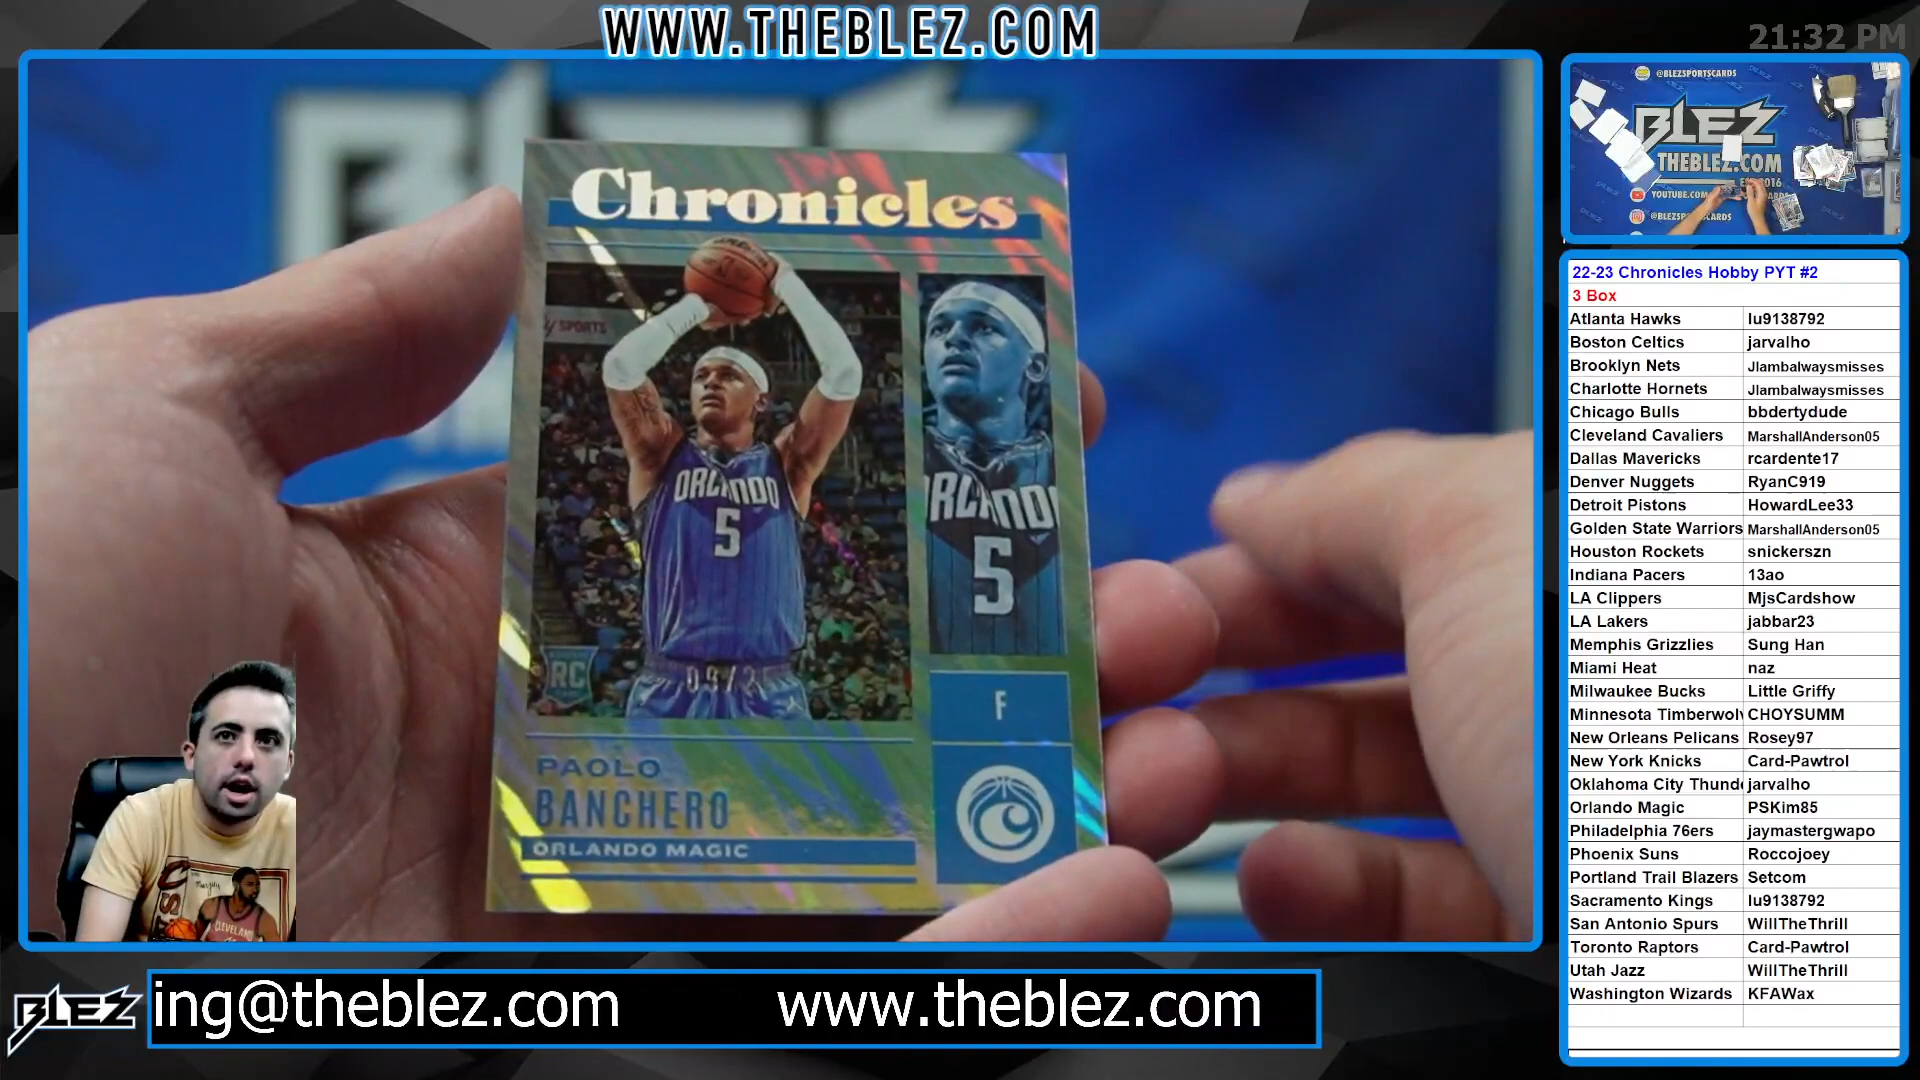 WWW.THEBLEZ.COM
21:32 PM
Chronicles
SPORTS
ORLANDO
5
ORLANDO
5
RC
F
PAOLO
BANCHERO
ORLANDO MAGIC
C
CLEVELAND
@BLEZSPORTSCARDS
BLEZ
THEBLEZ.COM
YOUTUBE.COM
22-23 Chronicles Hobby PYT #2
3 Box
Atlanta Hawks lu9138792
Boston Celtics jarvalho
Brooklyn Nets Jlambalwaysmisses
Charlotte Hornets Jlambalwaysmisses
Chicago Bulls bbdertydude
Cleveland Cavaliers MarshallAnderson05
Dallas Mavericks rcardente17
Denver Nuggets RyanC919
Detroit Pistons HowardLee33
Golden State Warriors MarshallAnderson05
Houston Rockets snickerszn
Indiana Pacers 13ao
LA Clippers MjsCardshow
LA Lakers jabbar23
Memphis Grizzlies Sung Han
Miami Heat naz
Milwaukee Bucks Little Griffy
Minnesota Timberwolv CHOYSUMM
New Orleans Pelicans Rosey97
New York Knicks Card-Pawtrol
Oklahoma City Thund jarvalho
Orlando Magic PSKim85
Philadelphia 76ers jaymastergwapo
Phoenix Suns Roccojoey
Portland Trail Blazers Setcom
Sacramento Kings lu9138792
San Antonio Spurs WillTheThrill
Toronto Raptors Card-Pawtrol
Utah Jazz WillTheThrill
Washington Wizards KFAWax
BLEZ
ing@theblez.com www.theblez.com